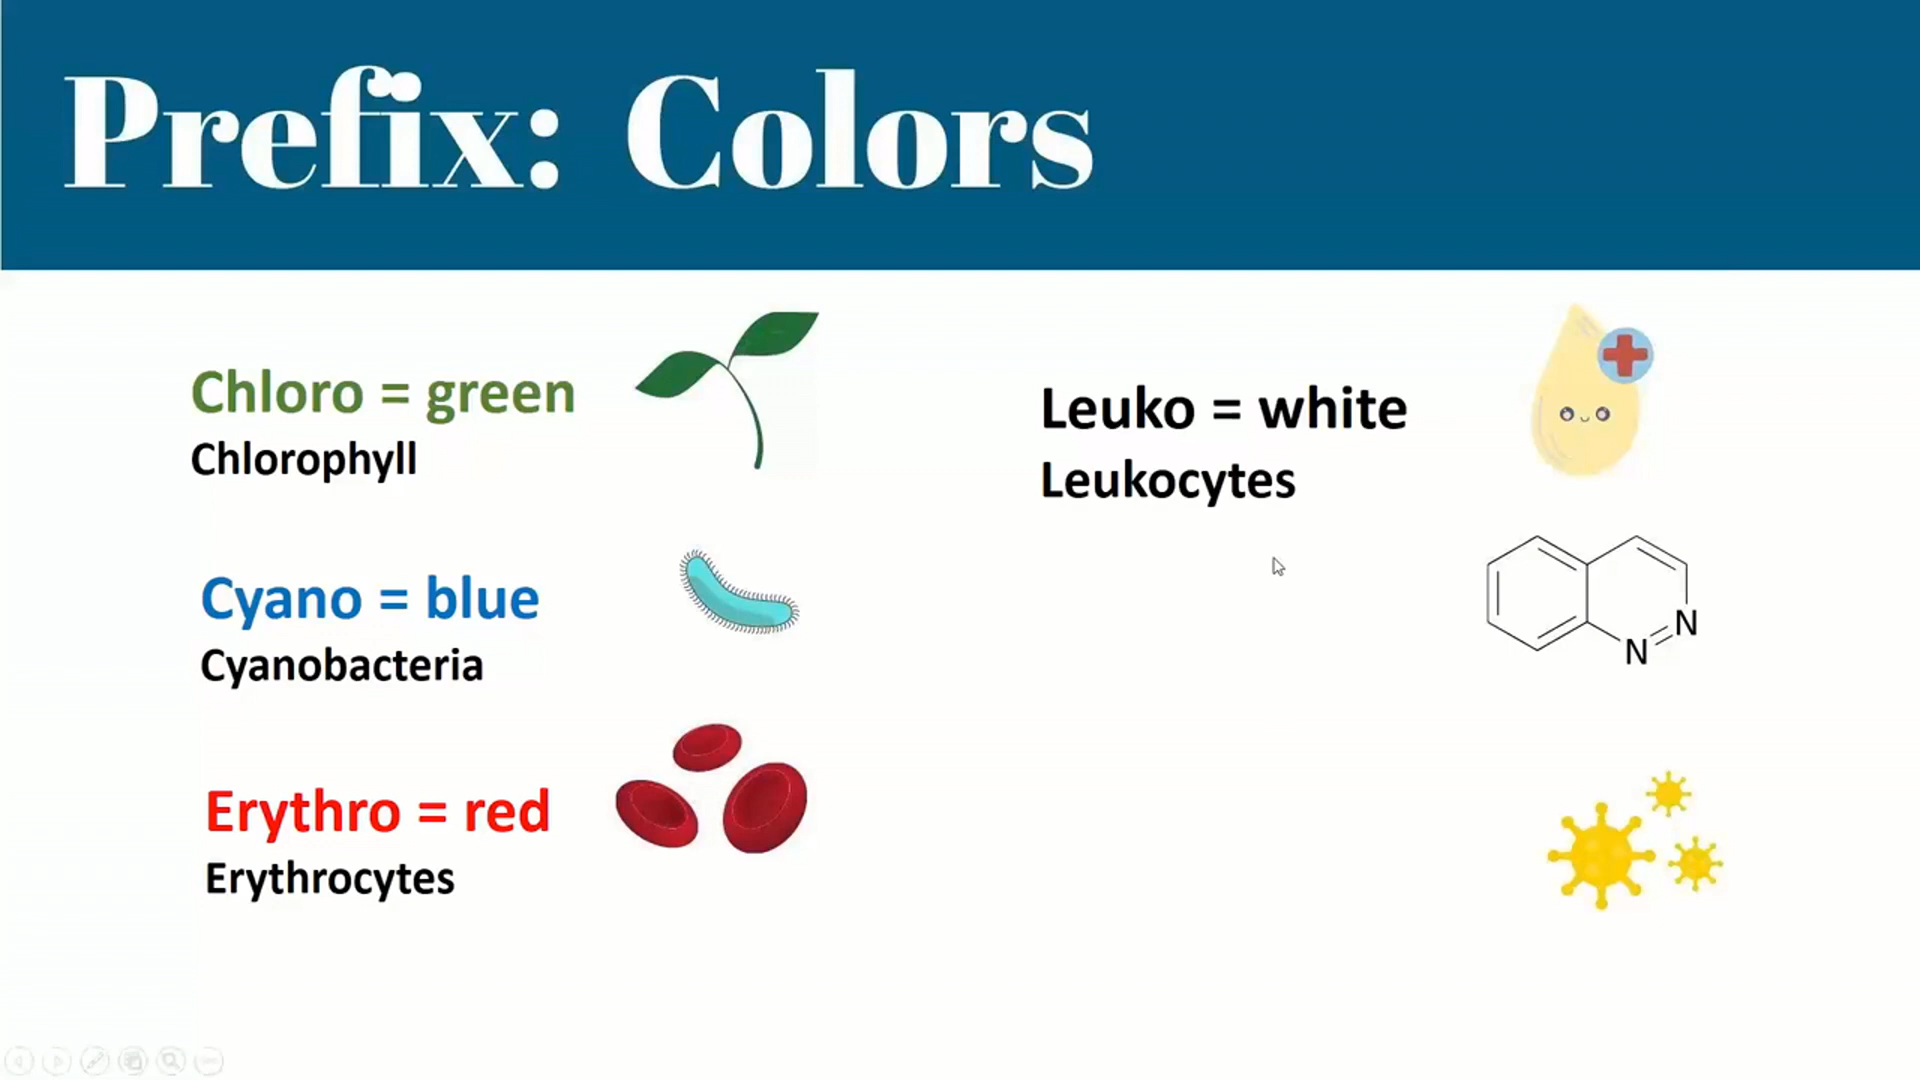 Prefix: Colors
Chloro = green
Chlorophyll
Cyano = blue
Cyanobacteria
Erythro = red
Erythrocytes
Leuko = white
Leukocytes
N
N